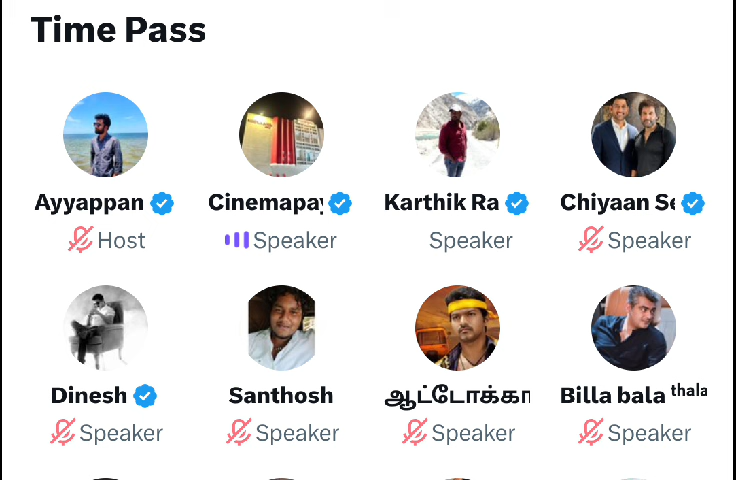 Time Pass
Ayyappan Cinemapay Karthik Ra Chiyaan Se
Host Speaker Speaker Speaker
Dinesh Santhosh ஆட்டோக்கா Billa bala thala
Speaker Speaker Speaker Speaker